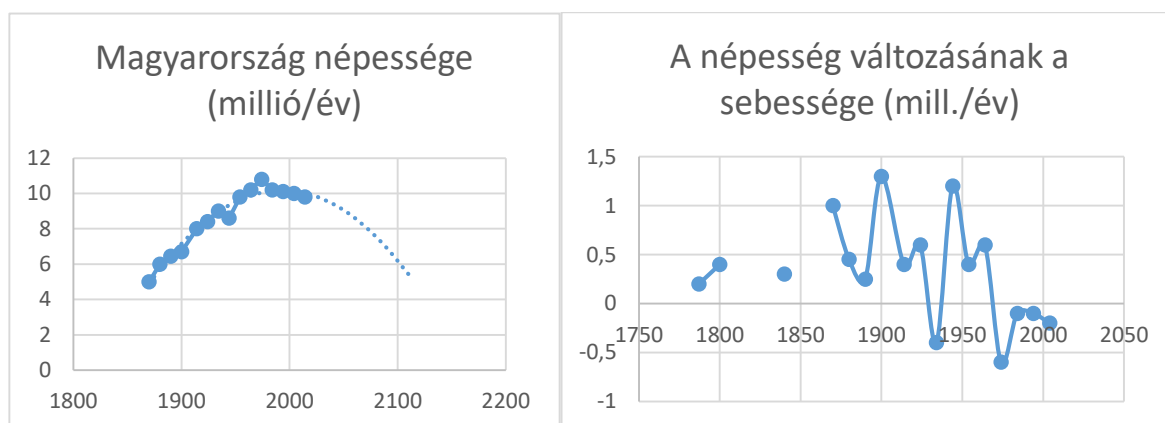 Magyarország népessége
(millió/év)
12
10
8
6
4
2
0
1800 1900 2000 2100 2200
A népesség változásának a
sebessége (mill./év)
1,5
1
0,5
0
1750 1800 1850 1900 1950 2000 2050
-0,5
-1